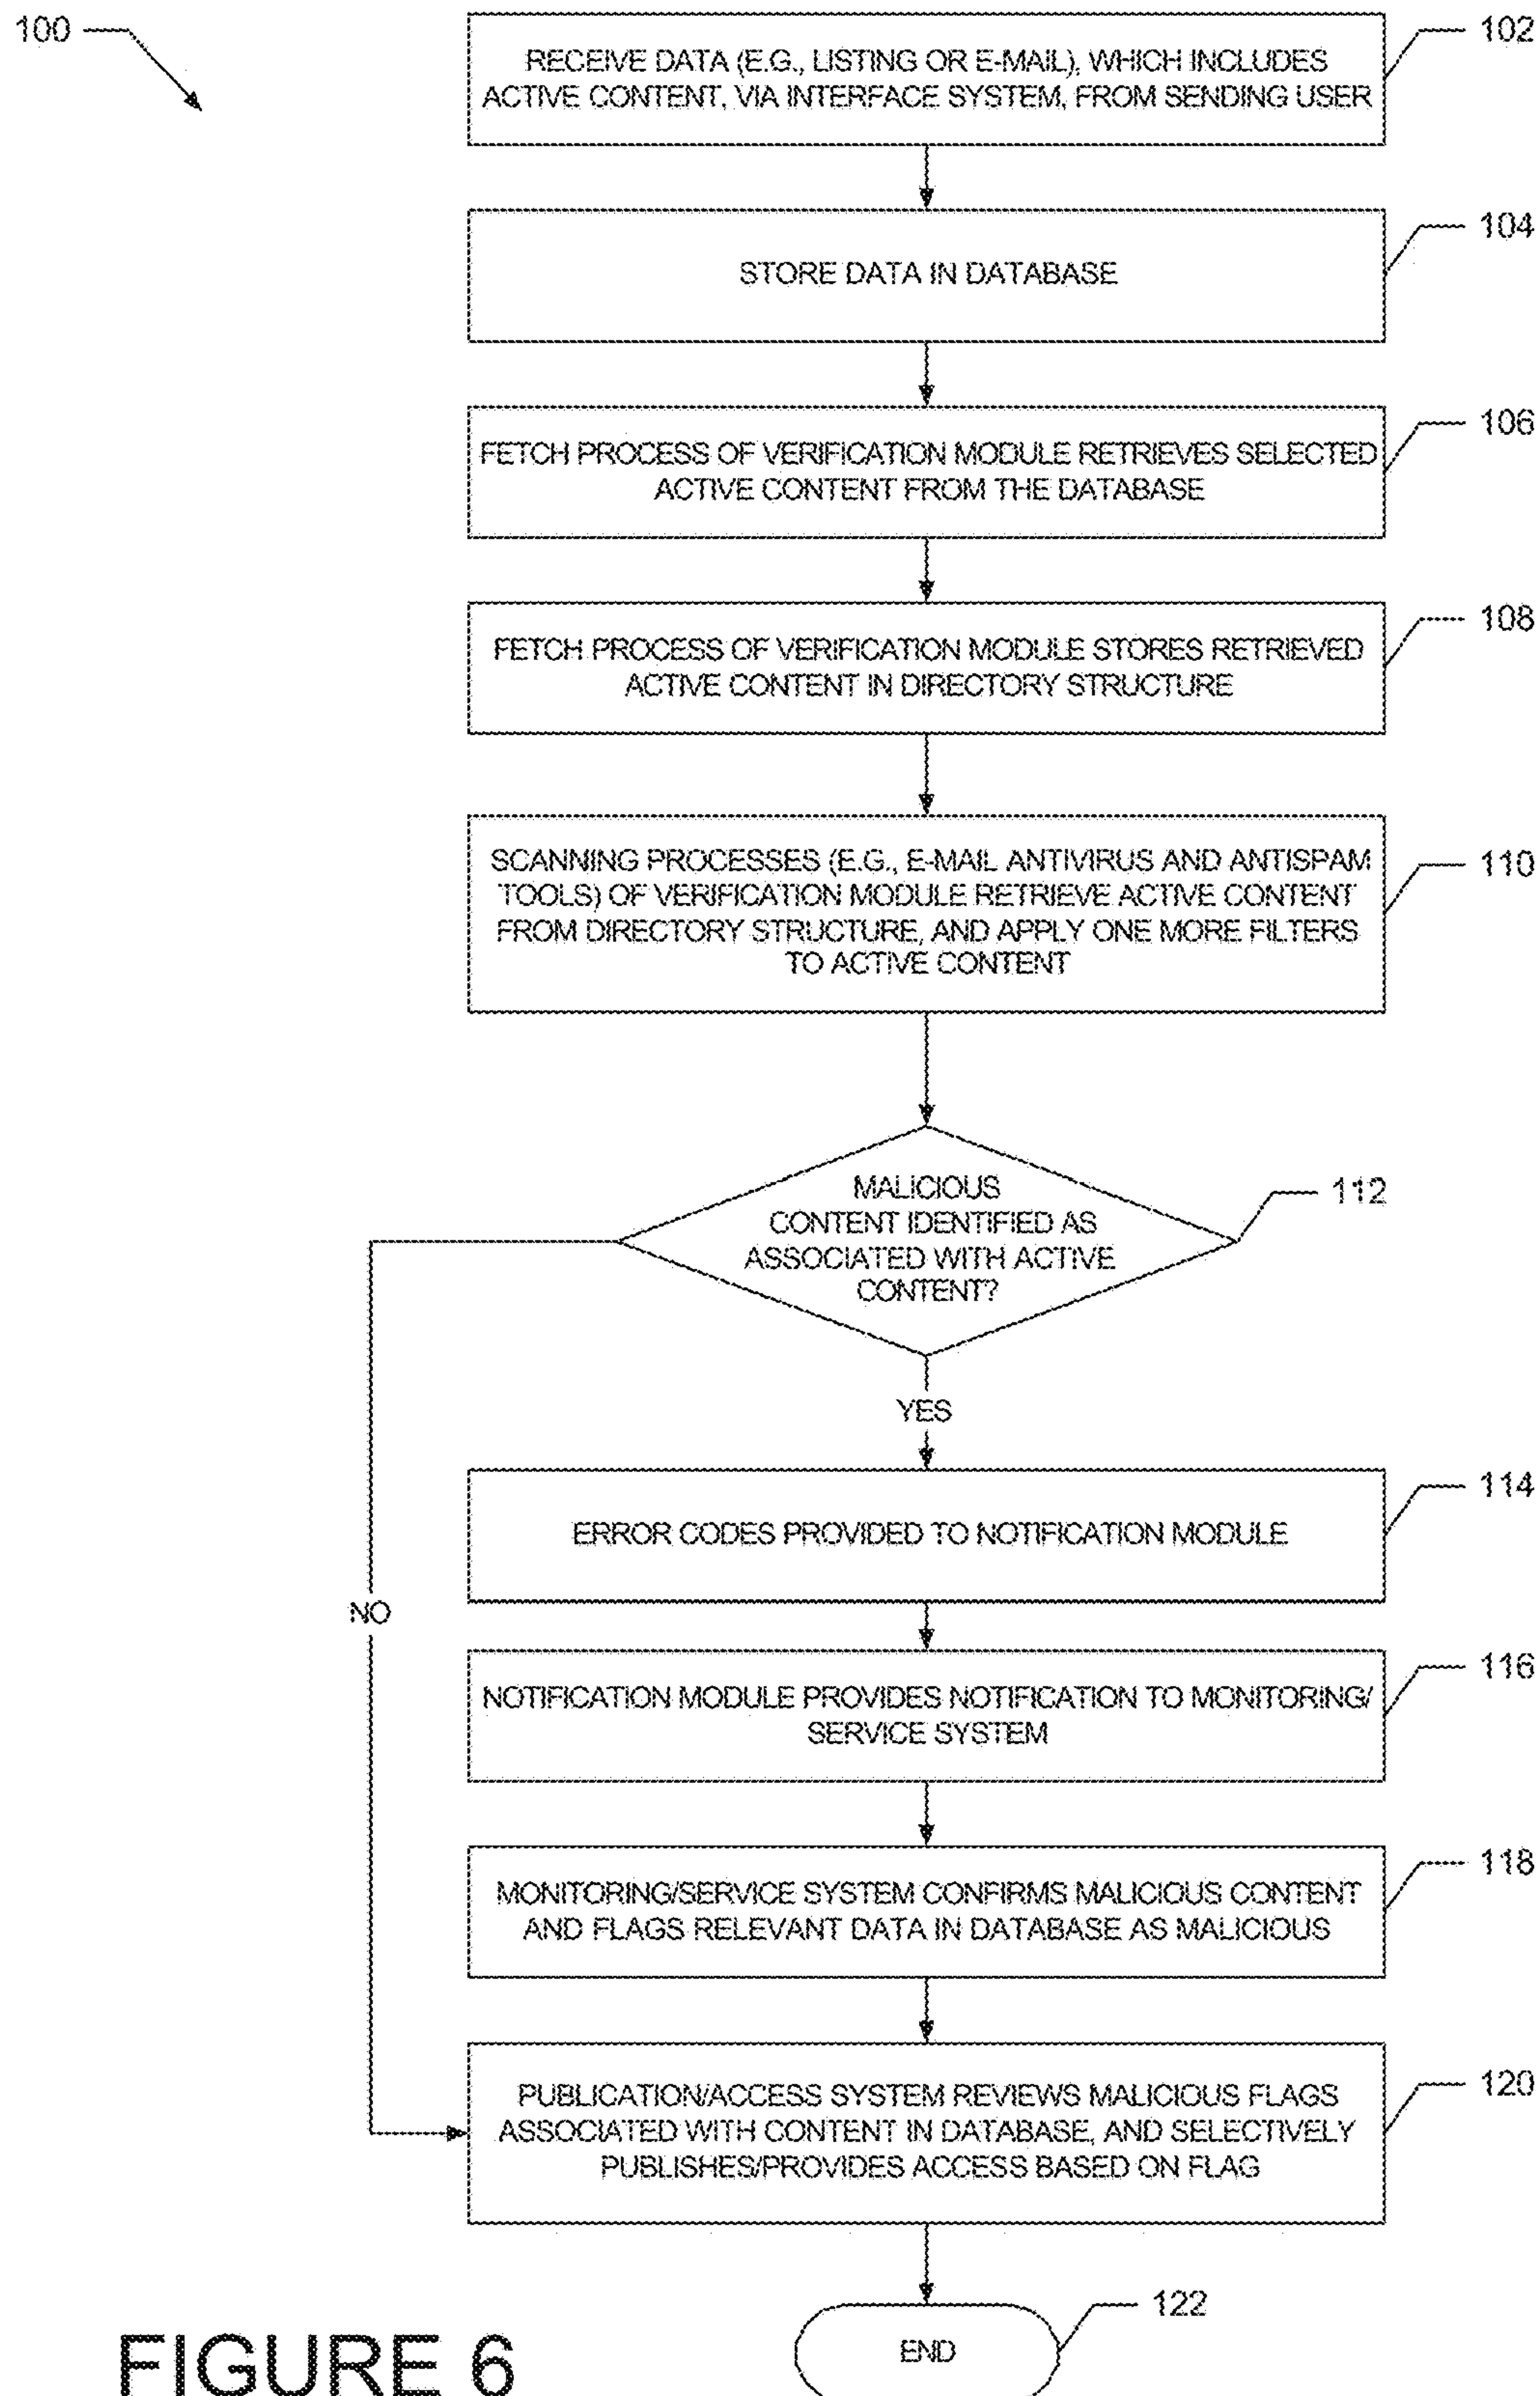 100
102
RECEIVE DATA (E.G., LISTING OR E-MAIL), WHICH INCLUDES
ACTIVE CONTENT, VIA INTERFACE SYSTEM, FROM SENDING USER
104
STORE DATA IN DATABASE
106
FETCH PROCESS OF VERIFICATION MODULE RETRIEVES SELECTED
ACTIVE CONTENT FROM THE DATABASE
108
FETCH PROCESS OF VERIFICATION MODULE STORES RETRIEVED
ACTIVE CONTENT IN DIRECTORY STRUCTURE
110
SCANNING PROCESSES (E.G., E-MAIL ANTIVIRUS AND ANTISPAM
TOOLS) OF VERIFICATION MODULE RETRIEVE ACTIVE CONTENT
FROM DIRECTORY STRUCTURE, AND APPLY ONE MORE FILTERS
TO ACTIVE CONTENT
112
MALICIOUS
CONTENT IDENTIFIED AS
ASSOCIATED WITH ACTIVE
CONTENT?
YES
114
ERROR CODES PROVIDED TO NOTIFICATION MODULE
NO
116
NOTIFICATION MODULE PROVIDES NOTIFICATION TO MONITORING/
SERVICE SYSTEM
118
MONITORING/SERVICE SYSTEM CONFIRMS MALICIOUS CONTENT
AND FLAGS RELEVANT DATA IN DATABASE AS MALICIOUS
120
PUBLICATION/ACCESS SYSTEM REVIEWS MALICIOUS FLAGS
ASSOCIATED WITH CONTENT IN DATABASE, AND SELECTIVELY
PUBLISHES/PROVIDES ACCESS BASED ON FLAG
122
END
FIGURE 6